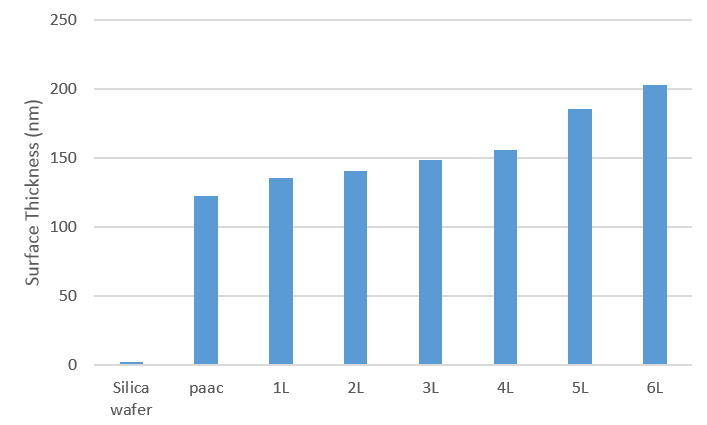 Surface Thickness (nm)
250
200
150
100
50
0
Silica wafer
paac
1L
2L
3L
4L
5L
6L